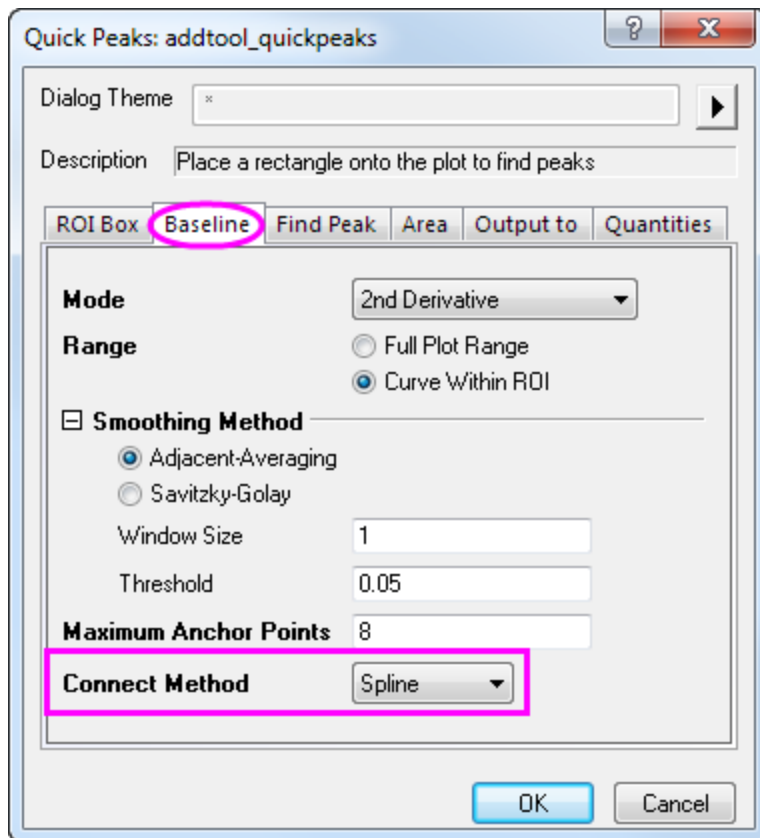 Quick Peaks: addtool_quickpeaks
Dialog Theme *
Description Place a rectangle onto the plot to find peaks
ROI Box Baseline Find Peak Area Output to Quantities
Mode 2nd Derivative
Range Full Plot Range
Curve Within ROI
Smoothing Method
Adjacent-Averaging
Savitzky-Golay
Window Size 1
Threshold 0.05
Maximum Anchor Points 8
Connect Method Spline
OK Cancel